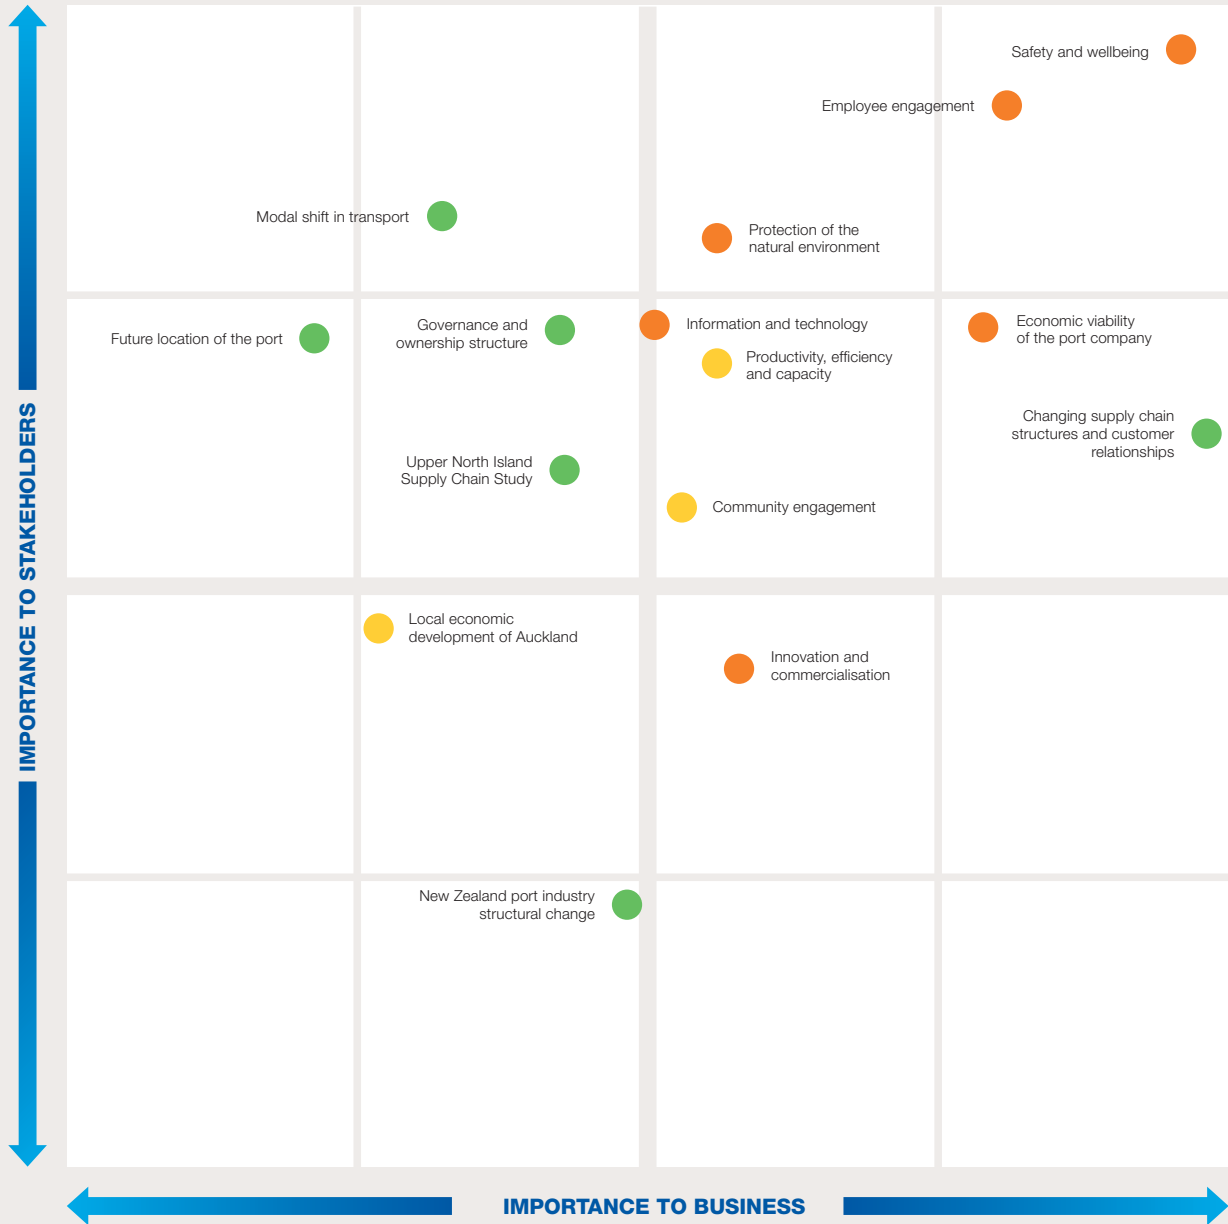 Safety and wellbeing
Employee engagement
Modal shift in transport
Protection of the
natural environment
Future location of the port
Governance and
ownership structure
Information and technology
Economic viability
of the port company
Productivity, efficiency
and capacity
Changing supply chain
structures and customer
relationships
Upper North Island
Supply Chain Study
Community engagement
Local economic
development of Auckland
Innovation and
commercialisation
New Zealand port industry
structural change
IMPORTANCE TO STAKEHOLDERS
IMPORTANCE TO BUSINESS